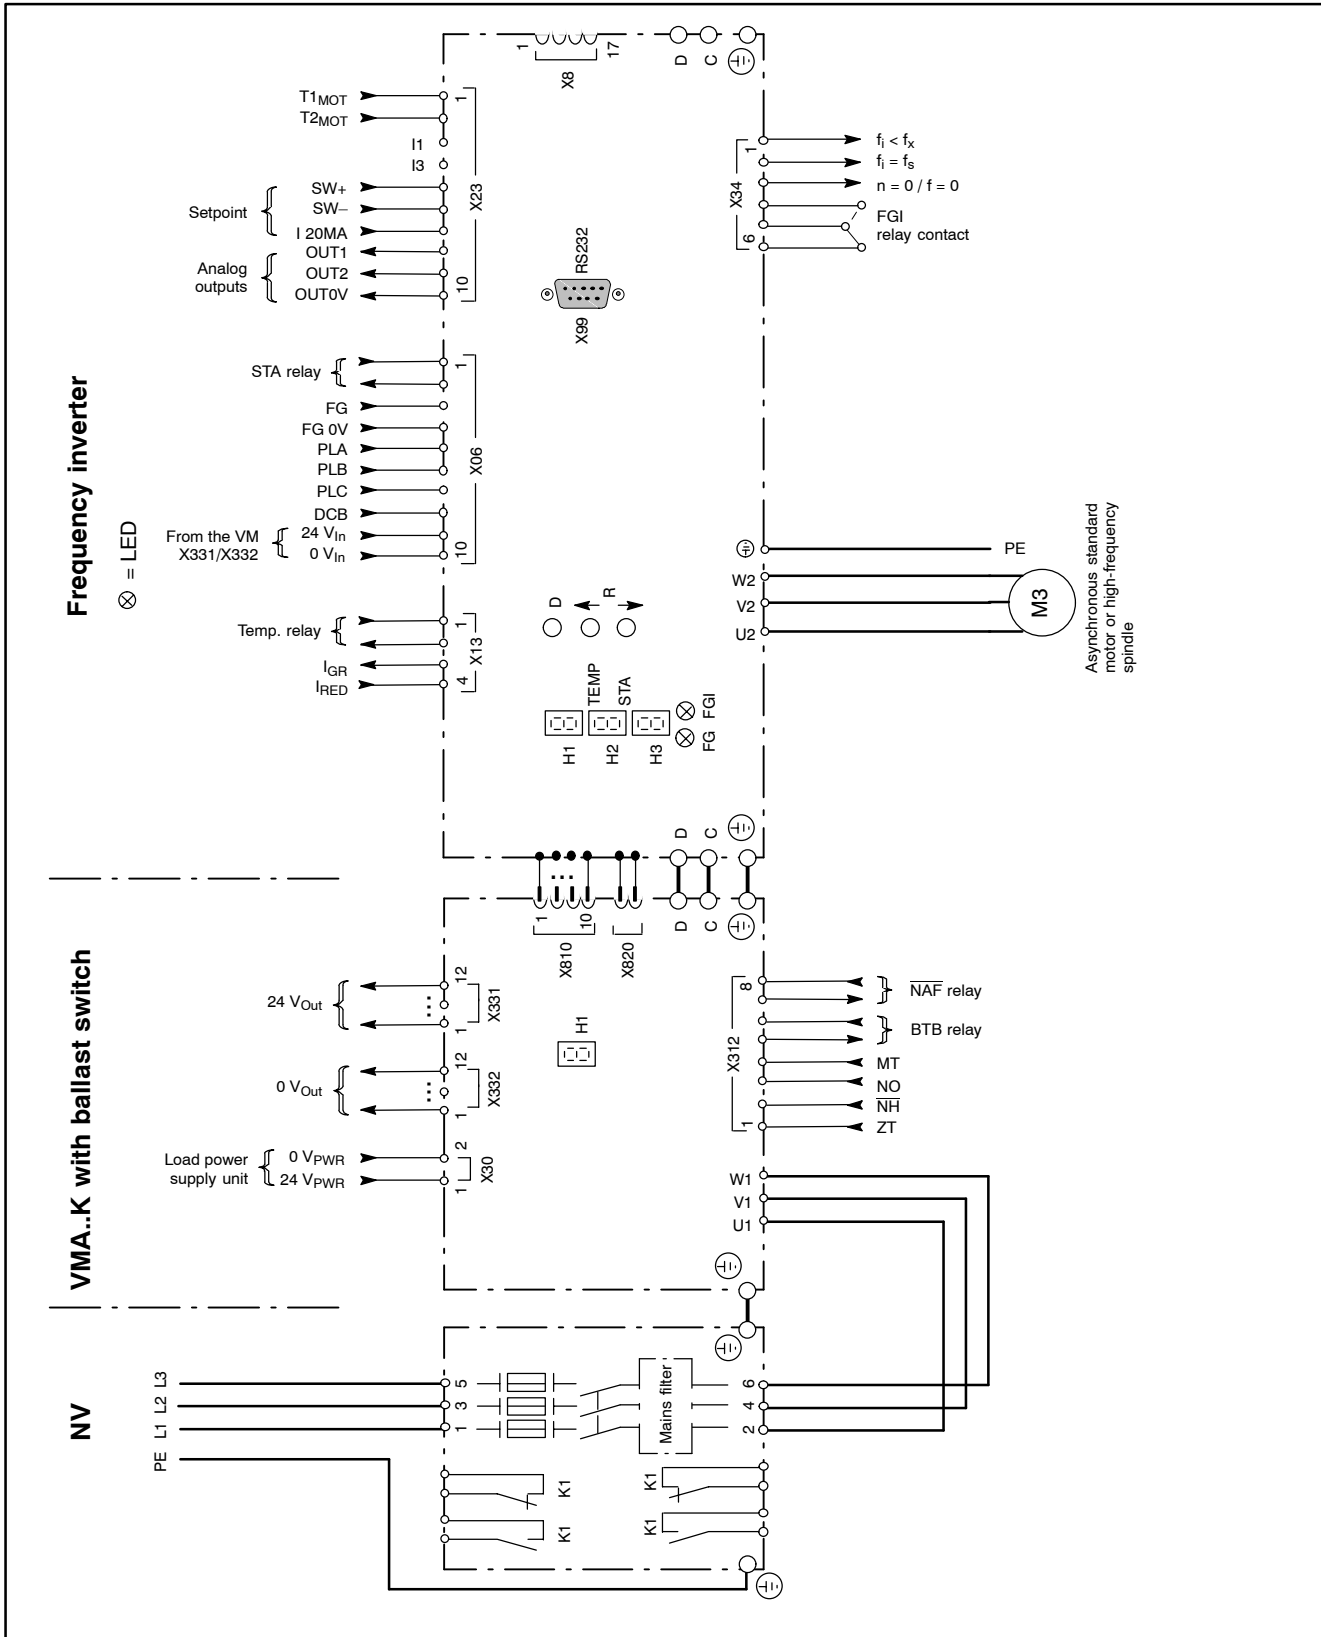 Frequency inverter
⊗ = LED
T1MOT
T2MOT
I1
I3
SW+
SW–
I 20MA
OUT1
OUT2
OUT0V
Setpoint
Analog
outputs
1
X23
10
STA relay
FG
FG 0V
PLA
PLB
PLC
DCB
24 VIn
0 VIn
From the VM
X331/X332
1
X06
10
Temp. relay
IGR
IRED
1
X13
4
1
17
X8
D
C
RS232
X99
1
X34
6
fi < fx
fi = fs
n = 0 / f = 0
FGI
relay contact
PE
W2
V2
U2
M3
Asynchronous standard
motor or high-frequency
spindle
D
R
TEMP
STA
H1
H2
H3
FG
FGI
D
C
VMA..K with ballast switch
24 VOut
12
1
X331
0 VOut
12
1
X332
Load power
supply unit
0 VPWR
24 VPWR
2
1
X30
1
10
X810
X820
D
C
H1
8
X312
1
NAF relay
BTB relay
MT
NO
NH
ZT
W1
V1
U1
NV
L3
L2
L1
PE
5
3
1
Mains filter
6
4
2
K1
K1
K1
K1